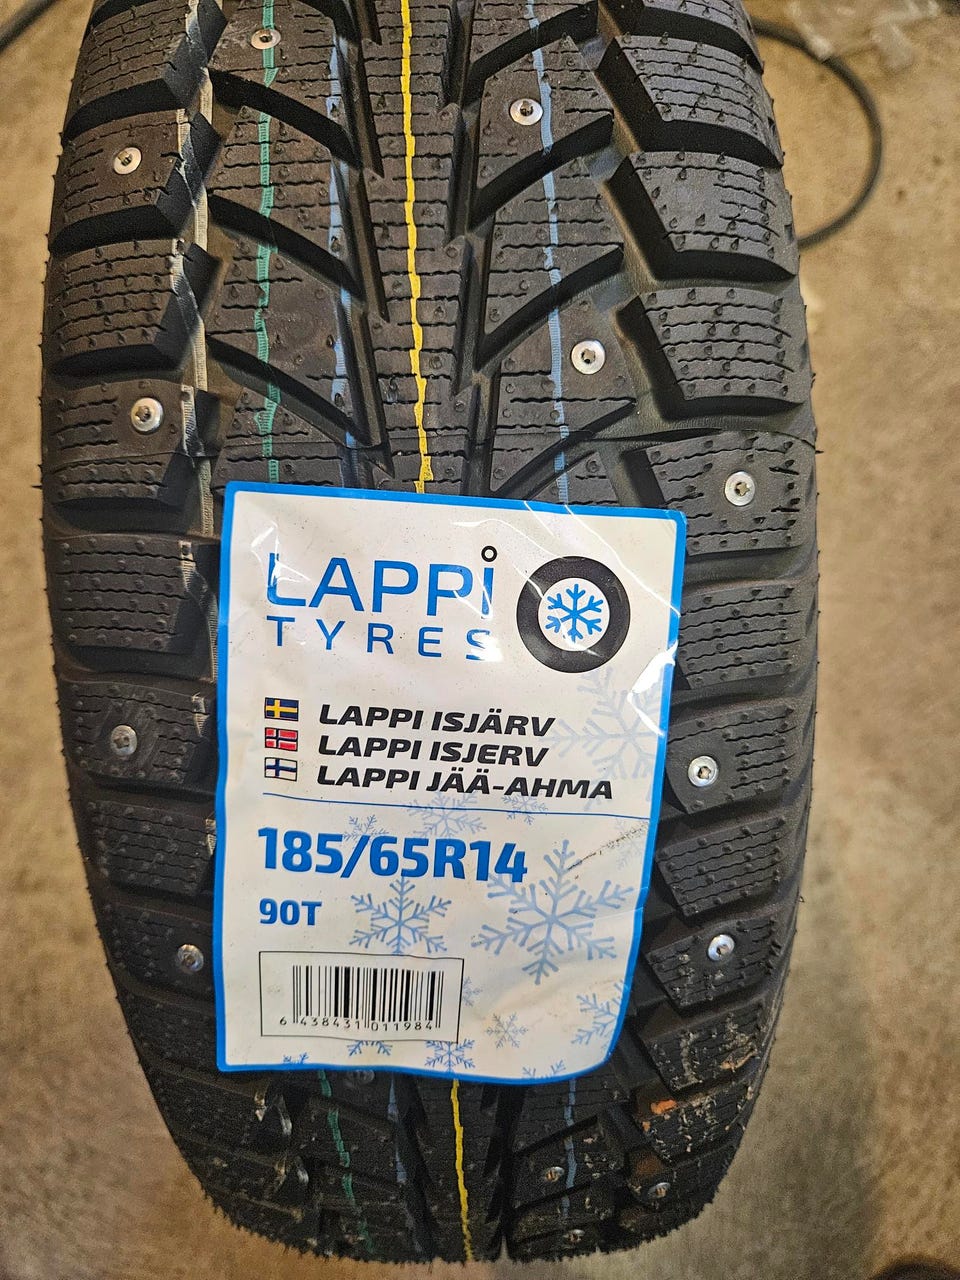 LAPPI
TYRES
LAPPI ISJÄRV
LAPPI ISJERV
LAPPI JÄÄ-AHMA
185/65R14
90T
6 438431 011984